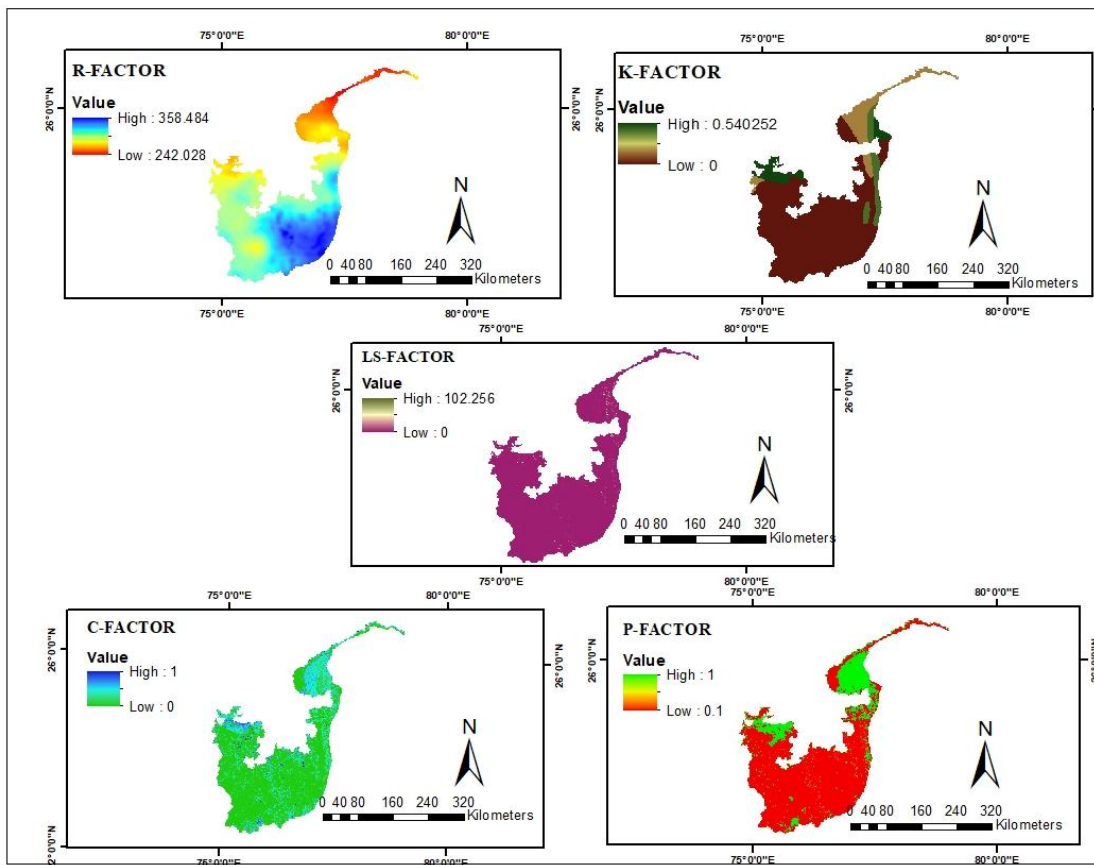 75°0'0"E 80°0'0"E
R-FACTOR
Value
High : 358.484
Low : 242.028
26°0'0"N
N
0 40 80 160 240 320
Kilometers
75°0'0"E 80°0'0"E
75°0'0"E 80°0'0"E
K-FACTOR
Value
High : 0.540252
Low : 0
26°0'0"N
N
0 40 80 160 240 320
Kilometers
75°0'0"E 80°0'0"E
75°0'0"E 80°0'0"E
LS-FACTOR
Value
High : 102.256
Low : 0
26°0'0"N 26°0'0"N
N
0 40 80 160 240 320
Kilometers
75°0'0"E 80°0'0"E
75°0'0"E 80°0'0"E
C-FACTOR
Value
High : 1
Low : 0
26°0'0"N 26°0'0"N
N
0 40 80 160 240 320
Kilometers
2°0'0"N
75°0'0"E 80°0'0"E
75°0'0"E 80°0'0"E
P-FACTOR
Value
High : 1
Low : 0.1
26°0'0"N
N
0 40 80 160 240 320
Kilometers
75°0'0"E 80°0'0"E